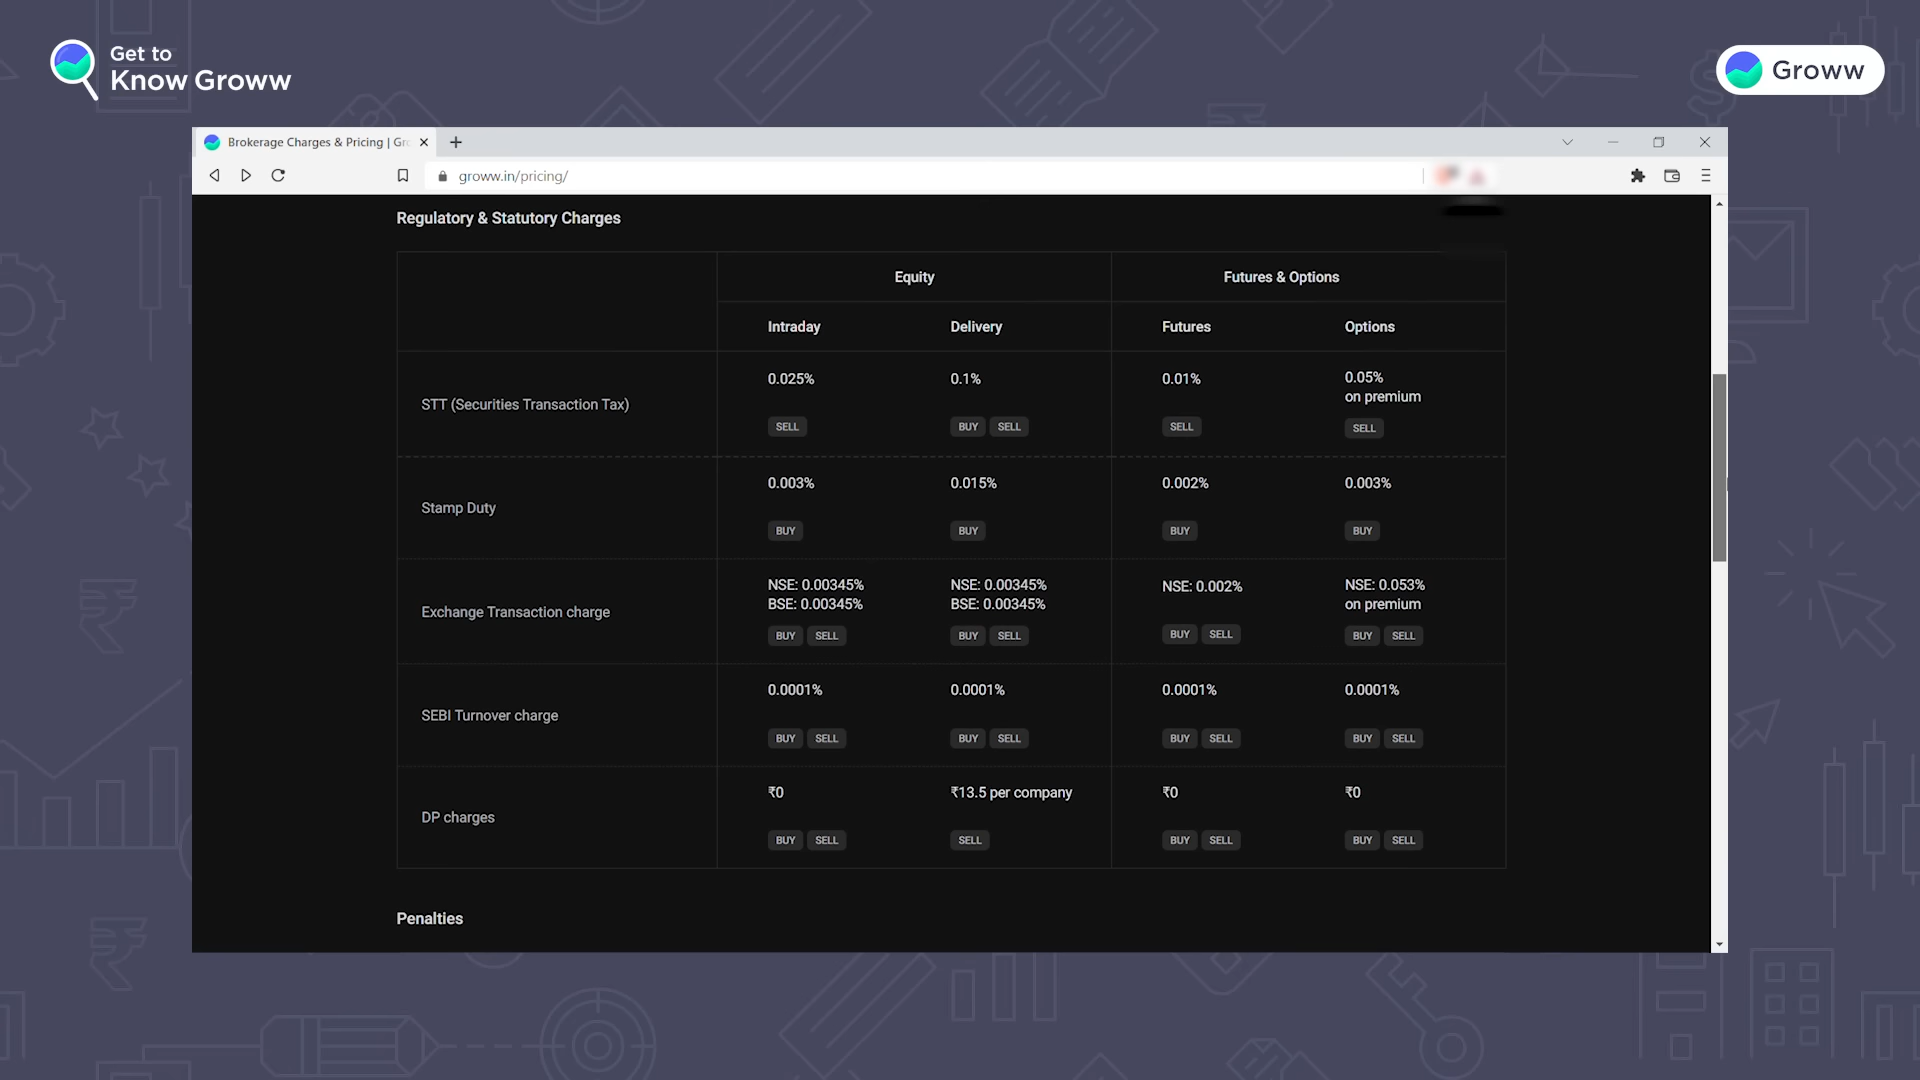 Get to
Know Groww
Groww
Brokerage Charges & Pricing | Gr
groww.in/pricing/
Regulatory & Statutory Charges
Equity
Futures & Options
Intraday
Delivery
Futures
Options
STT (Securities Transaction Tax)
0.025%
SELL
0.1%
BUY SELL
0.01%
SELL
0.05%
on premium
SELL
Stamp Duty
0.003%
BUY
0.015%
BUY
0.002%
BUY
0.003%
BUY
Exchange Transaction charge
NSE: 0.00345%
BSE: 0.00345%
BUY SELL
NSE: 0.00345%
BSE: 0.00345%
BUY SELL
NSE: 0.002%
BUY SELL
NSE: 0.053%
on premium
BUY SELL
SEBI Turnover charge
0.0001%
BUY SELL
0.0001%
BUY SELL
0.0001%
BUY SELL
0.0001%
BUY SELL
DP charges
₹0
BUY SELL
₹13.5 per company
SELL
₹0
BUY SELL
₹0
BUY SELL
Penalties